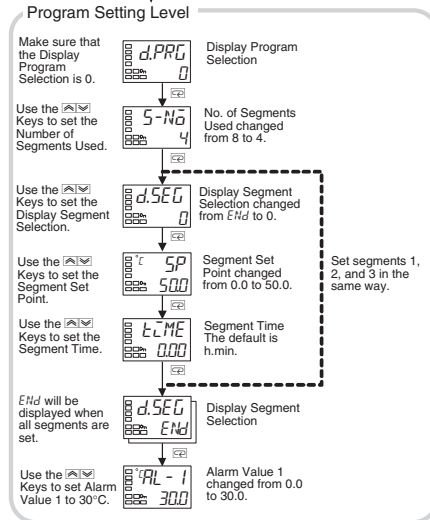 Program Setting Level
Make sure that
the Display
Program
Selection is 0.
d.PRG
0
Display Program
Selection
Use the
Keys to set the
Number of
Segments Used.
S-No
4
No. of Segments
Used changed
from 8 to 4.
Use the
Keys to set the
Display Segment
Selection.
d.SEG
0
Display Segment
Selection changed
from ENd to 0.
Use the
Keys to set the
Segment Set
Point.
°C SP
50.0
Segment Set
Point changed
from 0.0 to 50.0.
Set segments 1,
2, and 3 in the
same way.
Use the
Keys to set the
Segment Time.
tIME
0.00
Segment Time
The default is
h.min.
ENd will be
displayed when
all segments are
set.
d.SEG
ENd
Display Segment
Selection
Use the
Keys to set Alarm
Value 1 to 30°C.
°C AL-1
30.0
Alarm Value 1
changed from 0.0
to 30.0.